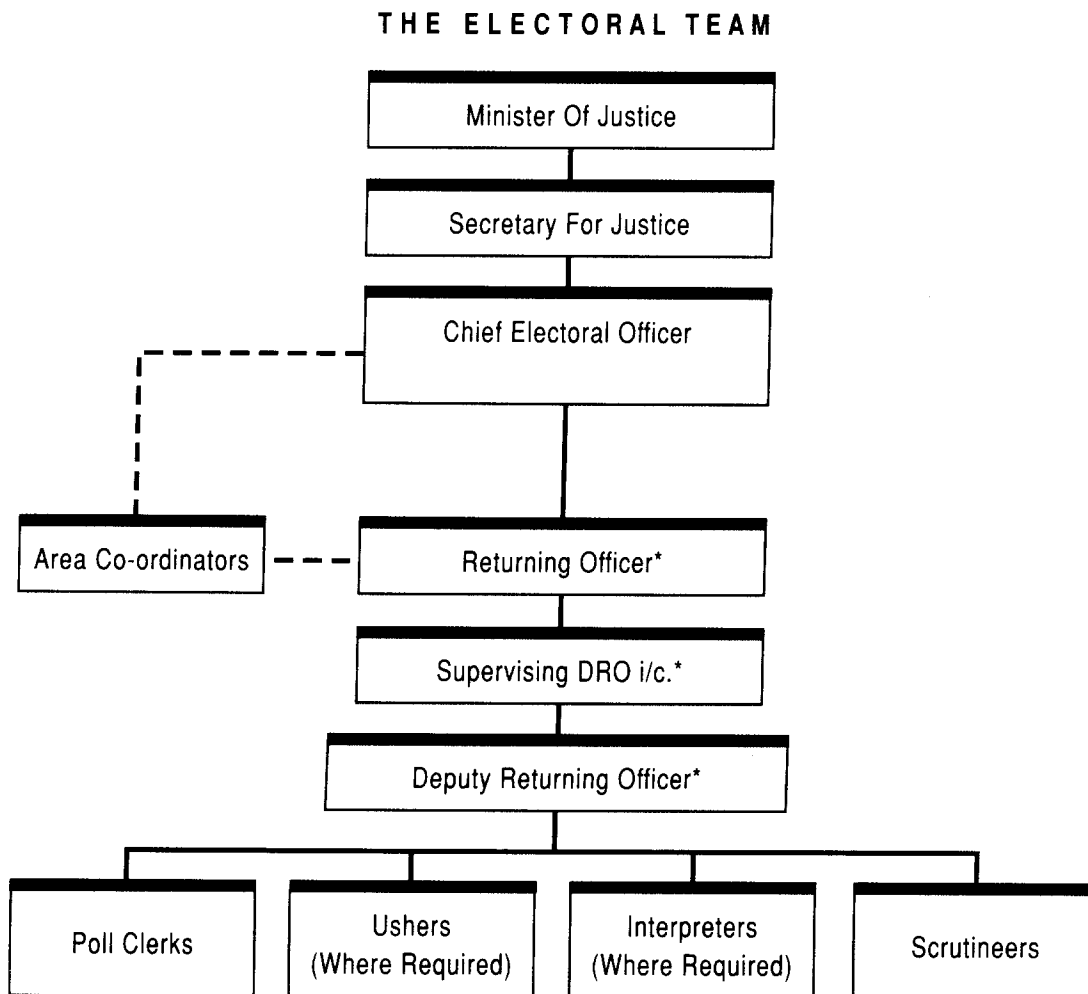 THE ELECTORAL TEAM
Minister Of Justice
Secretary For Justice
Chief Electoral Officer
Area Co-ordinators
Returning Officer*
Supervising DRO i/c.*
Deputy Returning Officer*
Poll Clerks
Ushers
(Where Required)
Interpreters
(Where Required)
Scrutineers